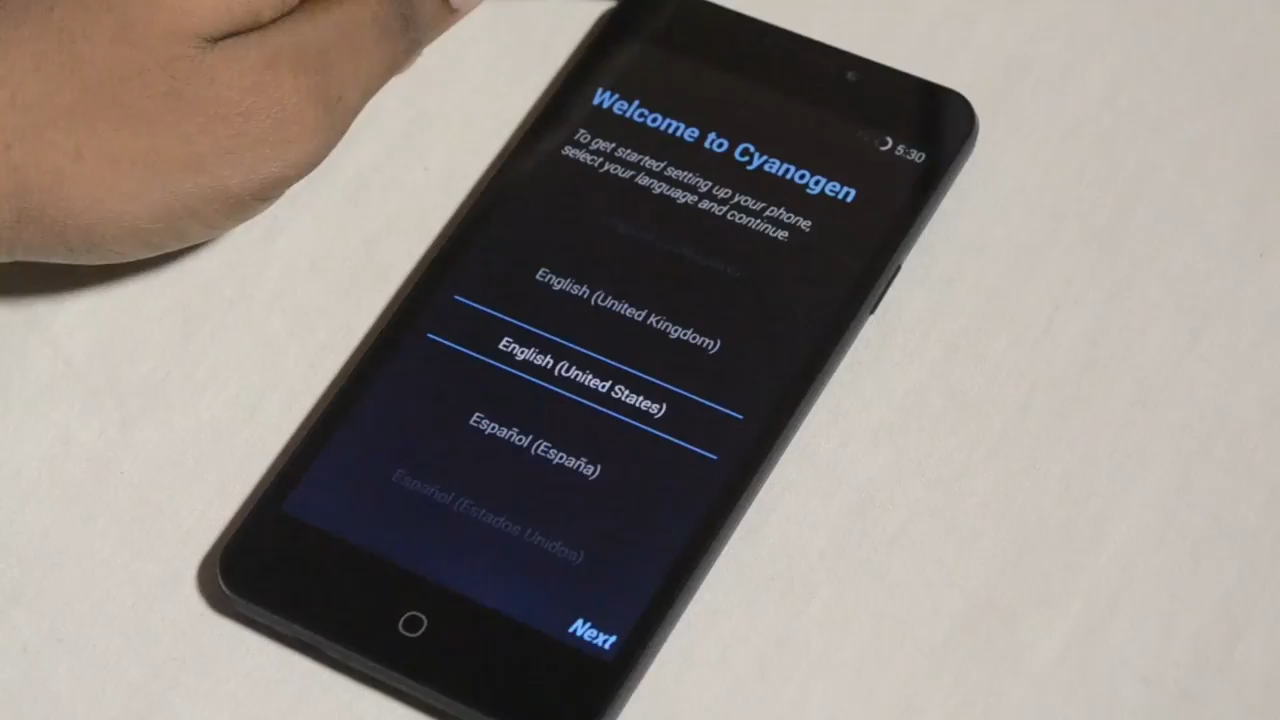 5:30
Welcome to Cyanogen
To get started setting up your phone,
select your language and continue.
English (United Kingdom)
English (United States)
Español (España)
Español (Estados Unidos)
Next